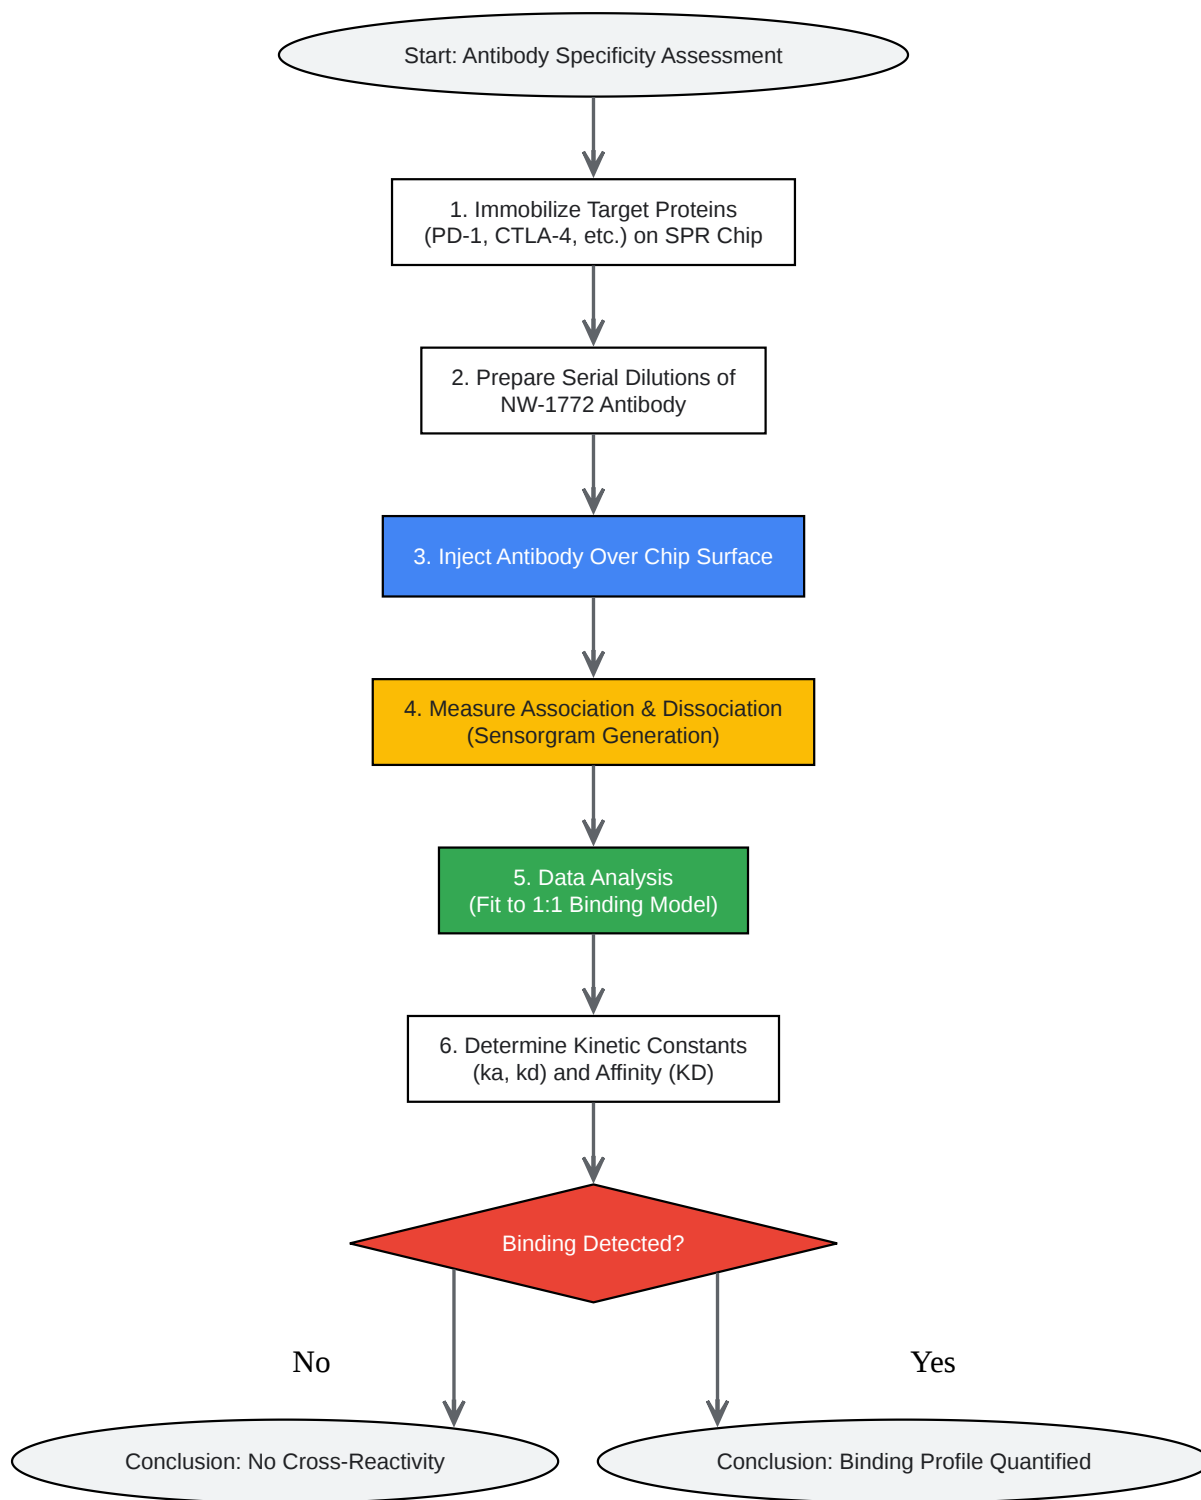 Start: Antibody Specificity Assessment
1. Immobilize Target Proteins
(PD-1, CTLA-4, etc.) on SPR Chip
2. Prepare Serial Dilutions of
NW-1772 Antibody
3. Inject Antibody Over Chip Surface
4. Measure Association & Dissociation
(Sensorgram Generation)
5. Data Analysis
(Fit to 1:1 Binding Model)
6. Determine Kinetic Constants
(ka, kd) and Affinity (KD)
Binding Detected?
No
Yes
Conclusion: No Cross-Reactivity
Conclusion: Binding Profile Quantified